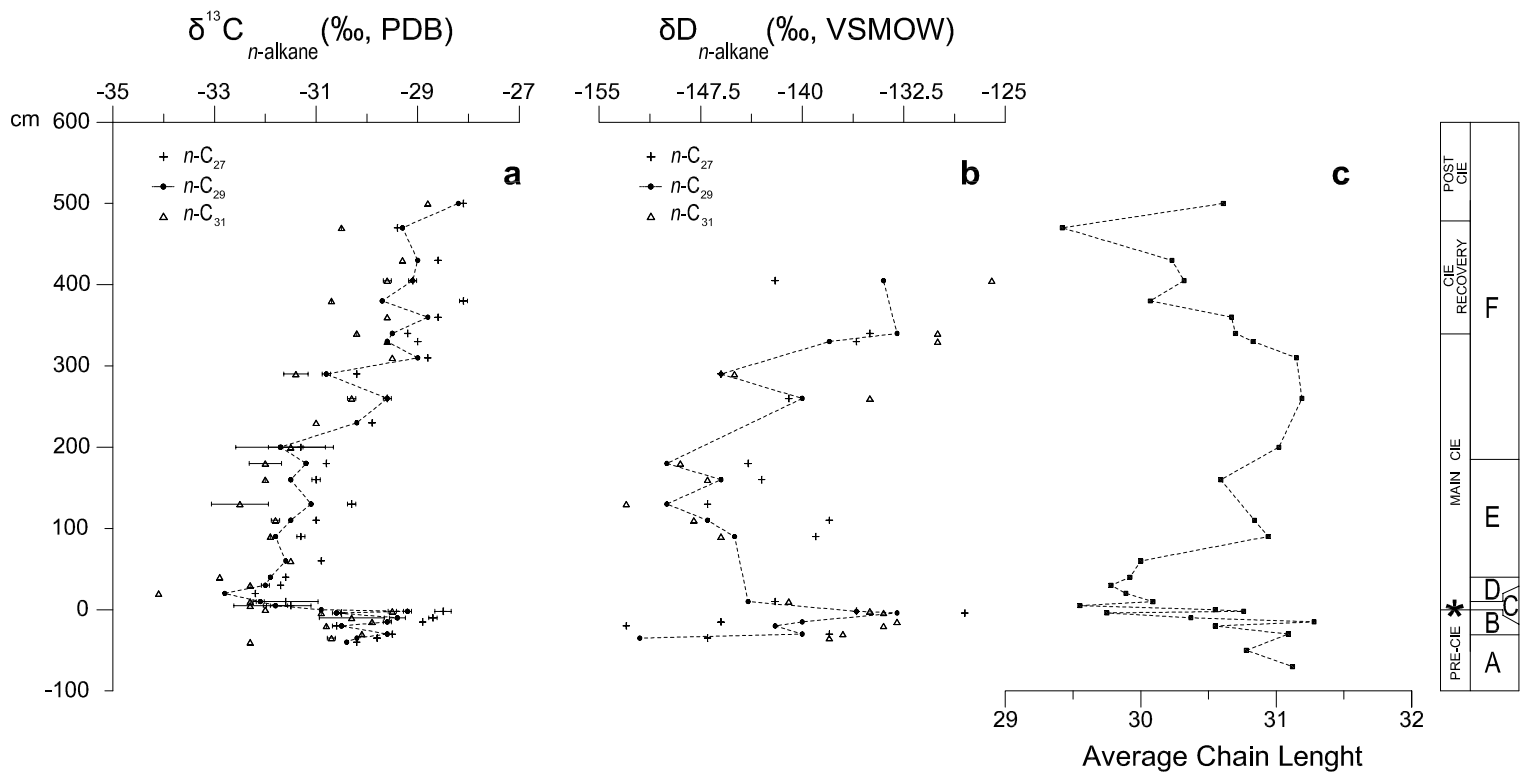 δ¹³C n-alkane (‰, PDB)
δD n-alkane (‰, VSMOW)
-35 -33 -31 -29 -27
-155 -147.5 -140 -132.5 -125
cm 600
500
400
300
200
100
0
-100
n-C₂₇
n-C₂₉
n-C₃₁
a
n-C₂₇
n-C₂₉
n-C₃₁
b
c
29 30 31 32
Average Chain Lenght
POST
CIE
CIE
RECOVERY
MAIN CIE
*
PRE-CIE
F
E
D
C
B
A